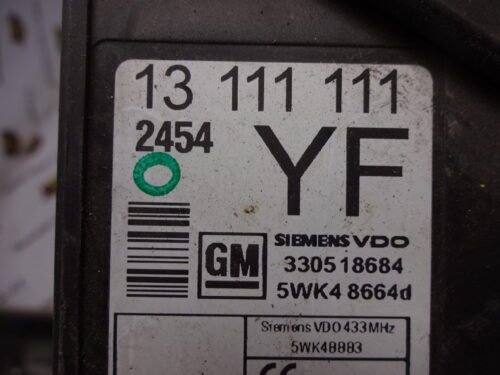 13 111 111
2454
YF
GM
SIEMENS VDO
330518684
5WK4 8664d
Siemens VDO 433MHz
5WK48883
CE